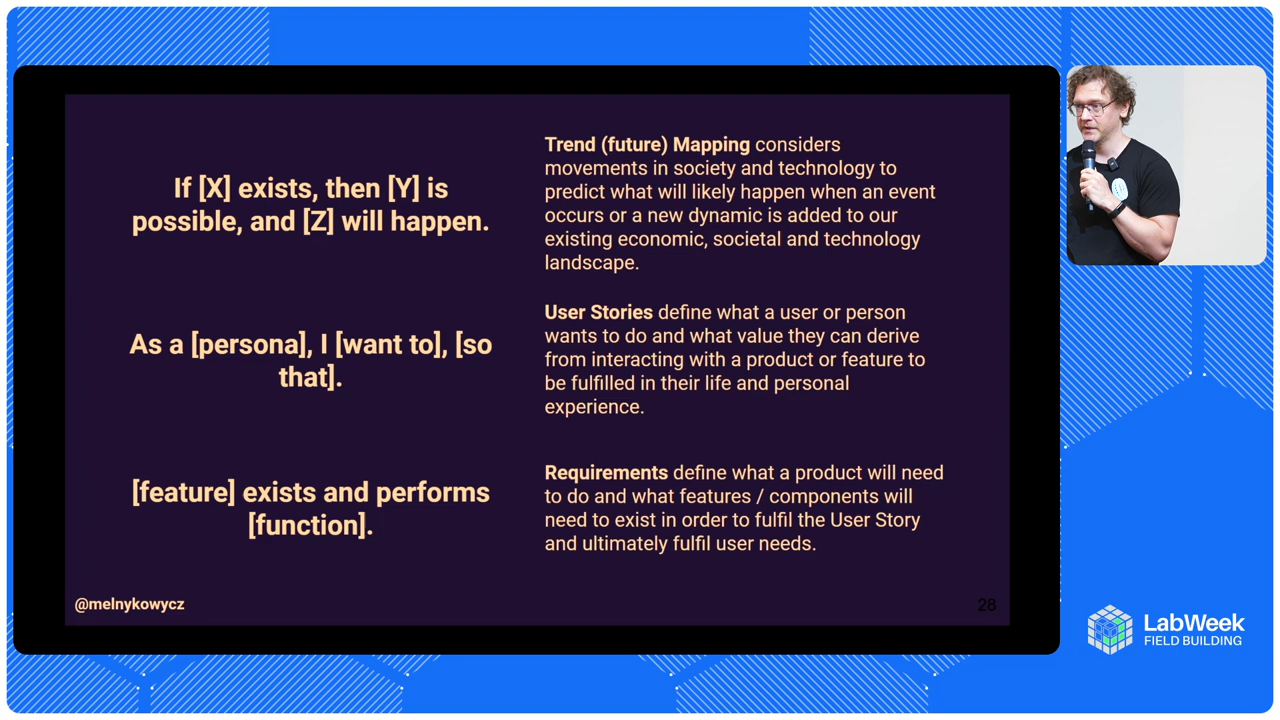 If [X] exists, then [Y] is
possible, and [Z] will happen.
Trend (future) Mapping considers
movements in society and technology to
predict what will likely happen when an event
occurs or a new dynamic is added to our
existing economic, societal and technology
landscape.
As a [persona], I [want to], [so
that].
User Stories define what a user or person
wants to do and what value they can derive
from interacting with a product or feature to
be fulfilled in their life and personal
experience.
[feature] exists and performs
[function].
Requirements define what a product will need
to do and what features / components will
need to exist in order to fulfil the User Story
and ultimately fulfil user needs.
@melnykowycz
28
LabWeek
FIELD BUILDING